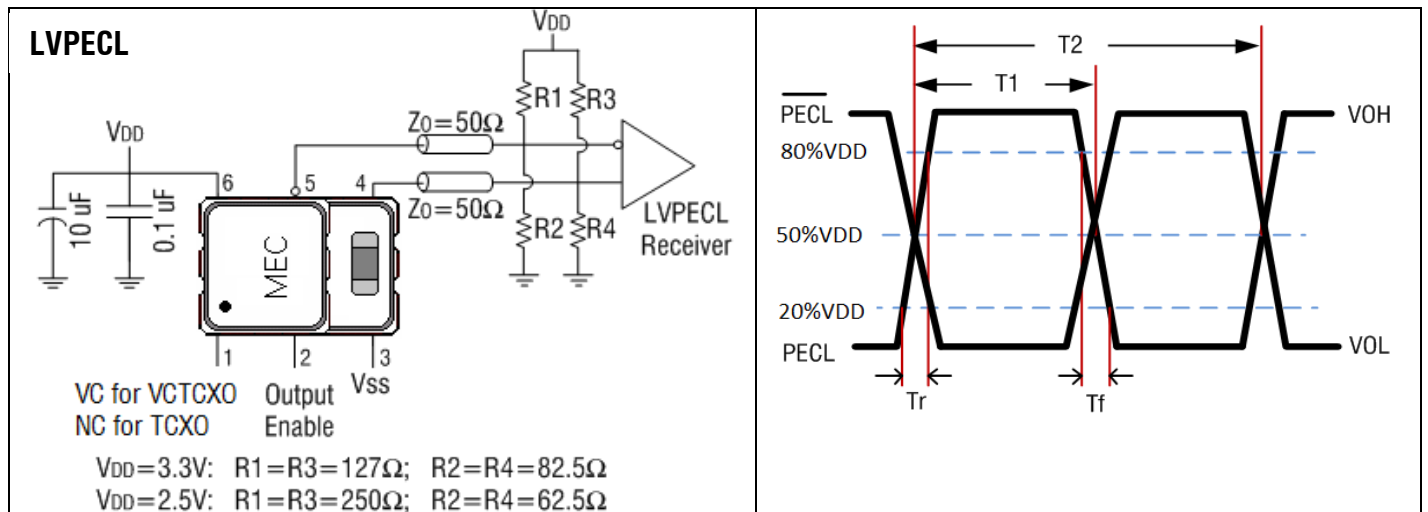 LVPECL
VDD
R1
R3
Z0=50Ω
VDD
6
5
4
10 uF
0.1 uF
Z0=50Ω
R2
R4
LVPECL
Receiver
MEC
1
2
3
VC for VCTCXO
NC for TCXO
Output
Enable
Vss
VDD=3.3V: R1=R3=127Ω; R2=R4=82.5Ω
VDD=2.5V: R1=R3=250Ω; R2=R4=62.5Ω
T2
T1
PECL
VOH
80%VDD
50%VDD
20%VDD
PECL
VOL
Tr
Tf